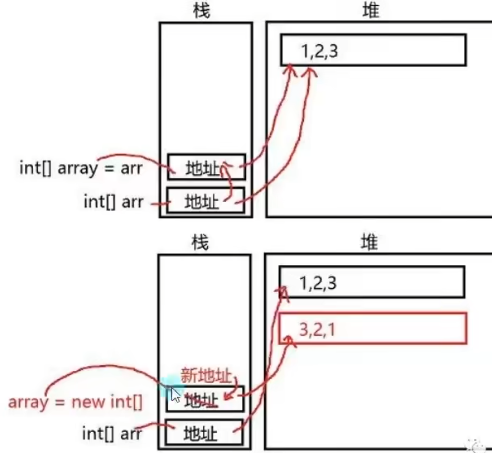 栈 堆
1,2,3
int[] array = arr 地址
int[] arr 地址
栈 堆
1,2,3
3,2,1
新地址
array = new int[] 地址
int[] arr 地址